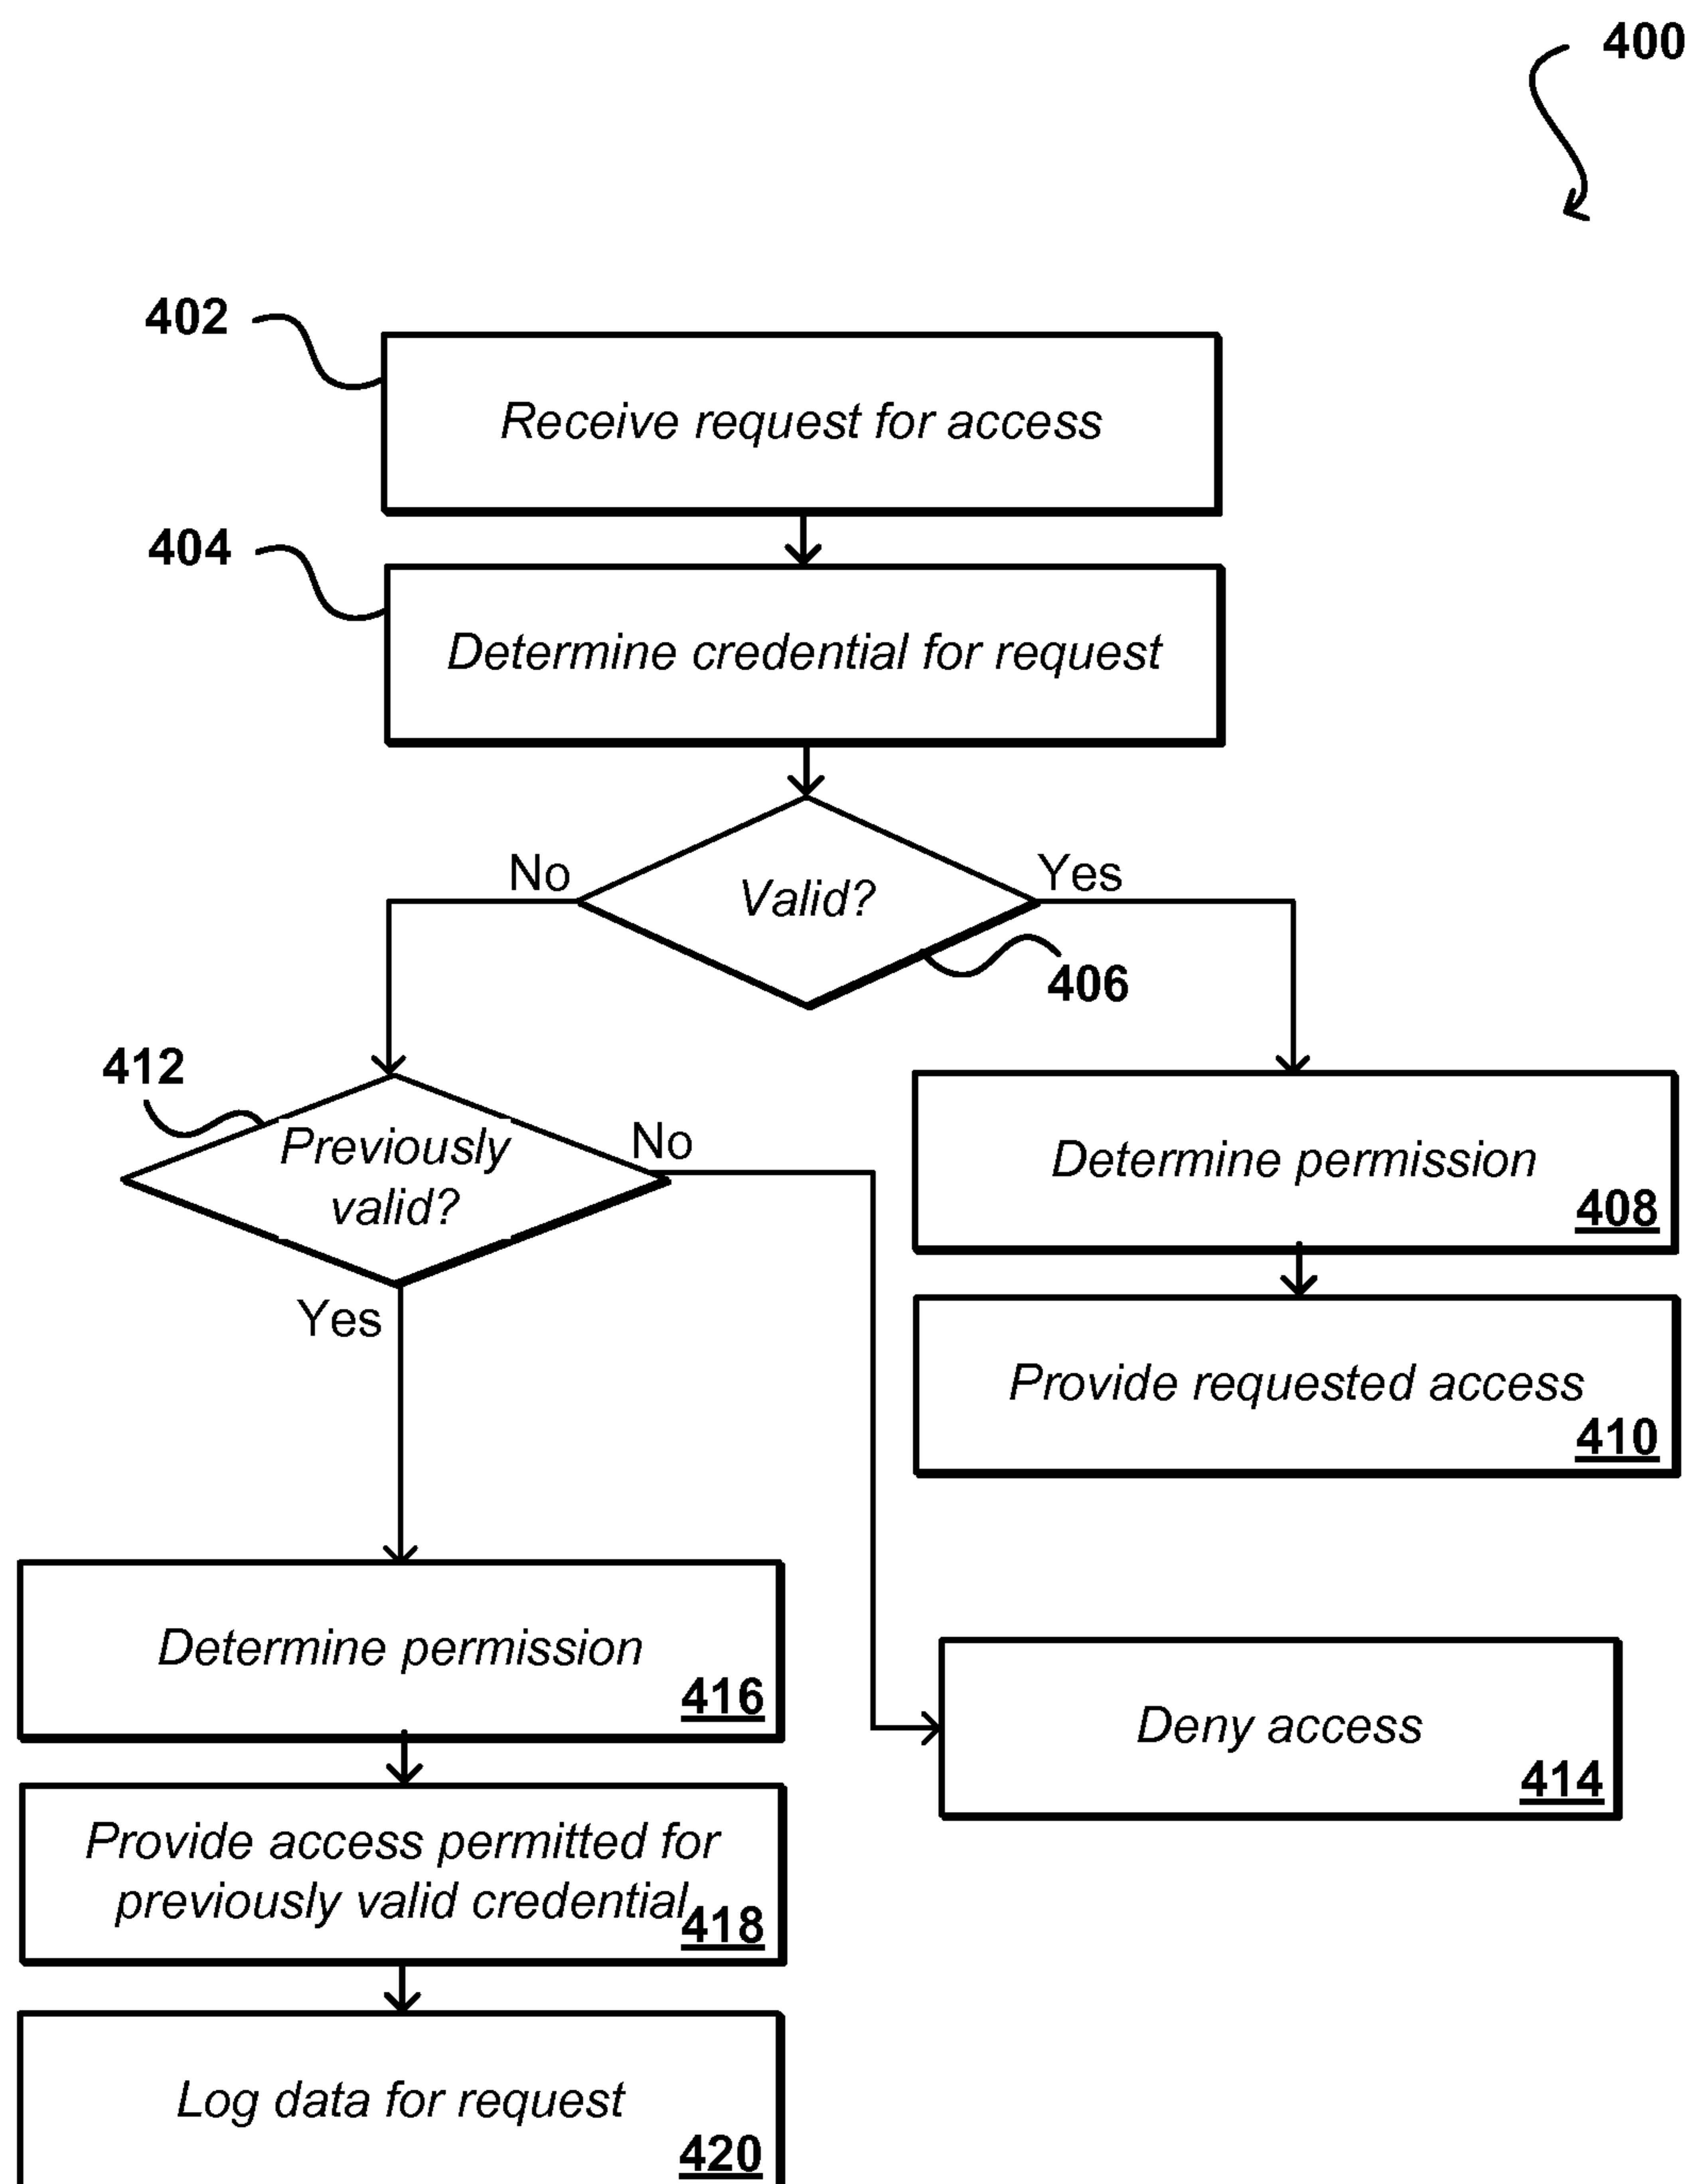 400
402
Receive request for access
404
Determine credential for request
No
Yes
Valid?
406
412
Previously
valid?
No
Determine permission
408
Yes
Provide requested access
410
Determine permission
416
Deny access
414
Provide access permitted for
previously valid credential
418
Log data for request
420